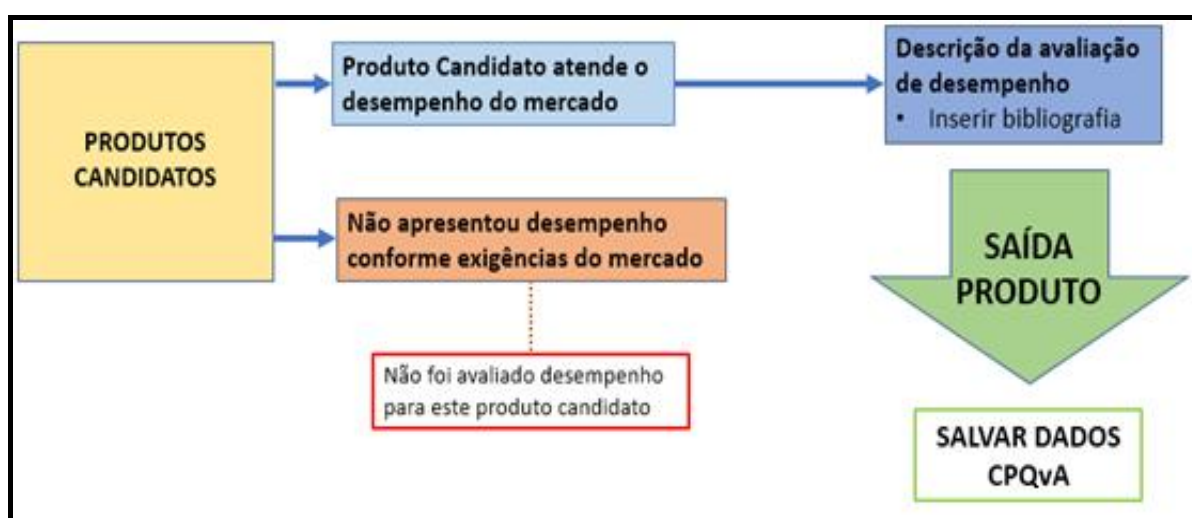 PRODUTOS
CANDIDATOS
Produto Candidato atende o
desempenho do mercado
Descrição da avaliação
de desempenho
• Inserir bibliografia
Não apresentou desempenho
conforme exigências do mercado
Não foi avaliado desempenho
para este produto candidato
SAÍDA
PRODUTO
SALVAR DADOS
CPQvA